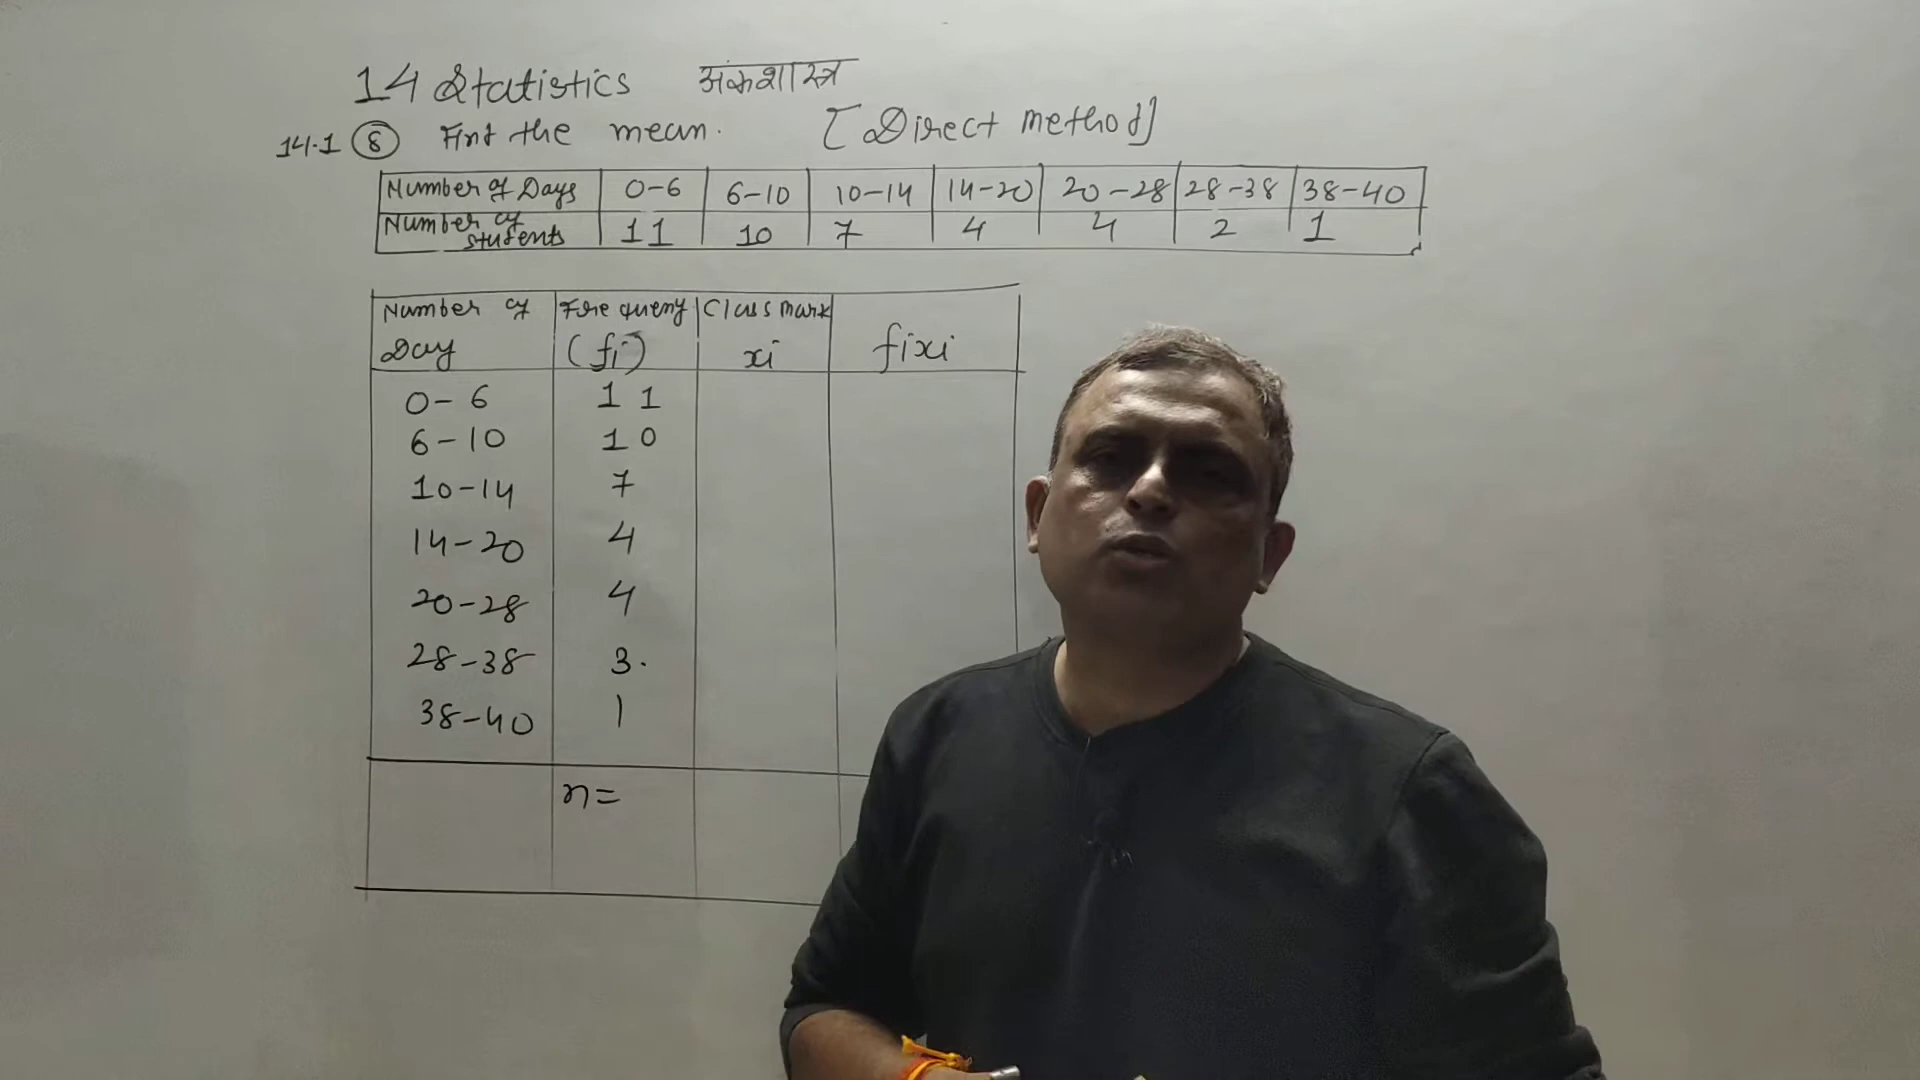 14 Statistics अंकशास्त्र
14.1 (8) Find the mean. [Direct method]
Number of Days 0-6 6-10 10-14 14-20 20-28 28-38 38-40
Number of students 11 10 7 4 4 2 1
Number of Day Frequency (fi) Class mark xi fixi
0-6 11
6-10 10
10-14 7
14-20 4
20-28 4
28-38 3.
38-40 1
n=